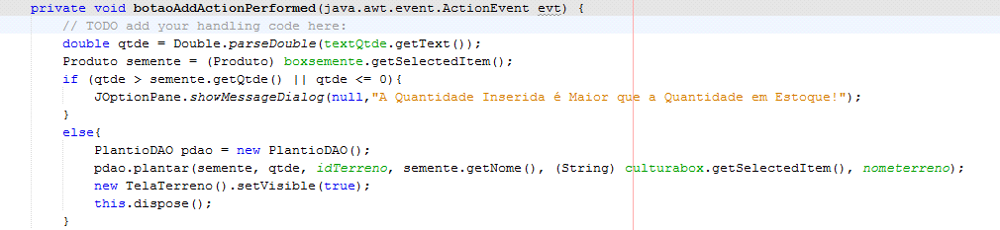 private void botaoAddActionPerformed(java.awt.event.ActionEvent evt) {
// TODO add your handling code here:
double qtde = Double.parseDouble(textQtde.getText());
Produto semente = (Produto) boxsemente.getSelectedItem();
if (qtde > semente.getQtde() || qtde <= 0){
JOptionPane.showMessageDialog(null,"A Quantidade Inserida é Maior que a Quantidade em Estoque!");
}
else{
PlantioDAO pdao = new PlantioDAO();
pdao.plantar(semente, qtde, idTerreno, semente.getNome(), (String) culturabox.getSelectedItem(), nometerreno);
new TelaTerreno().setVisible(true);
this.dispose();
}